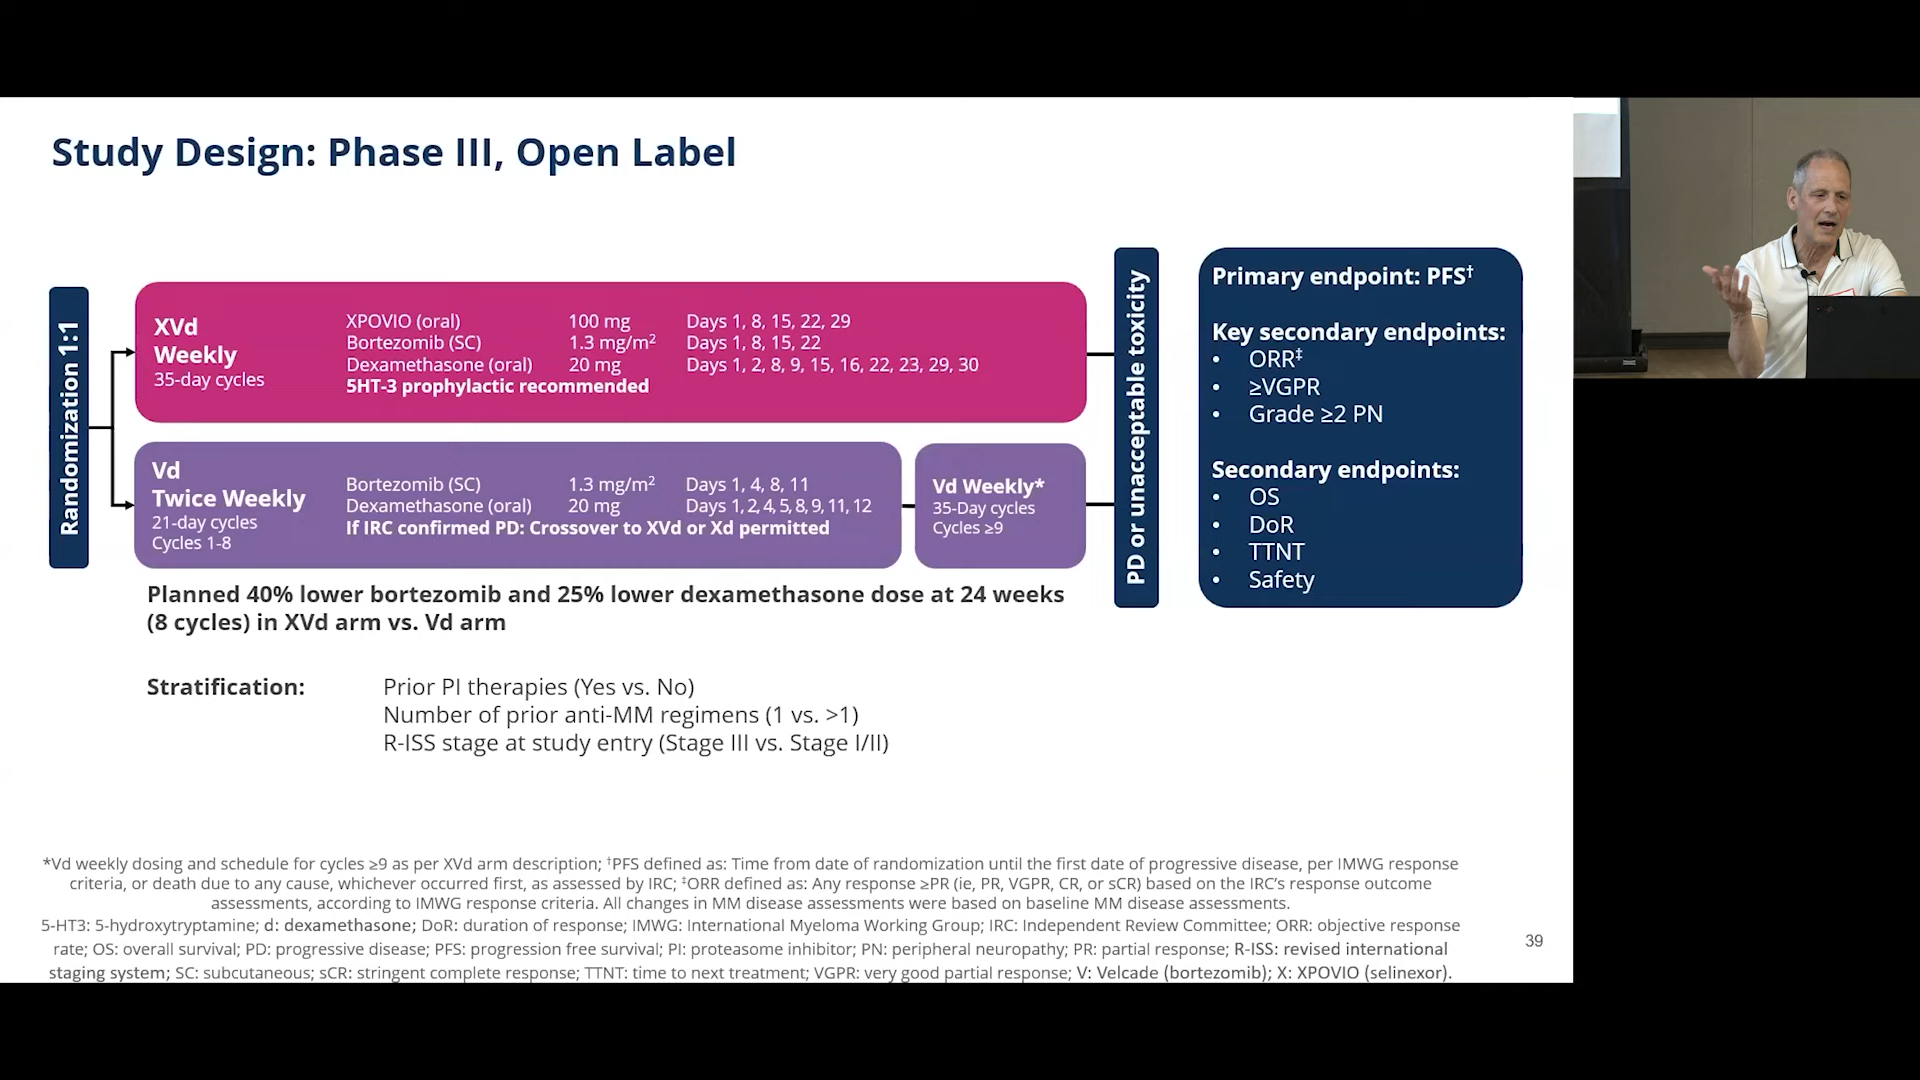 Study Design: Phase III, Open Label
Randomization 1:1
XVd
Weekly
35-day cycles
XPOVIO (oral) 100 mg Days 1, 8, 15, 22, 29
Bortezomib (SC) 1.3 mg/m² Days 1, 8, 15, 22
Dexamethasone (oral) 20 mg Days 1, 2, 8, 9, 15, 16, 22, 23, 29, 30
5HT-3 prophylactic recommended
Vd
Twice Weekly
21-day cycles
Cycles 1-8
Bortezomib (SC) 1.3 mg/m² Days 1, 4, 8, 11
Dexamethasone (oral) 20 mg Days 1, 2, 4, 5, 8, 9, 11, 12
If IRC confirmed PD: Crossover to XVd or Xd permitted
Vd Weekly*
35-Day cycles
Cycles ≥9
PD or unacceptable toxicity
Primary endpoint: PFS†
Key secondary endpoints:
• ORR‡
• ≥VGPR
• Grade ≥2 PN
Secondary endpoints:
• OS
• DoR
• TTNT
• Safety
Planned 40% lower bortezomib and 25% lower dexamethasone dose at 24 weeks
(8 cycles) in XVd arm vs. Vd arm
Stratification: Prior PI therapies (Yes vs. No)
Number of prior anti-MM regimens (1 vs. >1)
R-ISS stage at study entry (Stage III vs. Stage I/II)
*Vd weekly dosing and schedule for cycles ≥9 as per XVd arm description; †PFS defined as: Time from date of randomization until the first date of progressive disease, per IMWG response
criteria, or death due to any cause, whichever occurred first, as assessed by IRC; ‡ORR defined as: Any response ≥PR (ie, PR, VGPR, CR, or sCR) based on the IRC's response outcome
assessments, according to IMWG response criteria. All changes in MM disease assessments were based on baseline MM disease assessments.
5-HT3: 5-hydroxytryptamine; d: dexamethasone; DoR: duration of response; IMWG: International Myeloma Working Group; IRC: Independent Review Committee; ORR: objective response
rate; OS: overall survival; PD: progressive disease; PFS: progression free survival; PI: proteasome inhibitor; PN: peripheral neuropathy; PR: partial response; R-ISS: revised international
staging system; SC: subcutaneous; sCR: stringent complete response; TTNT: time to next treatment; VGPR: very good partial response; V: Velcade (bortezomib); X: XPOVIO (selinexor).
39